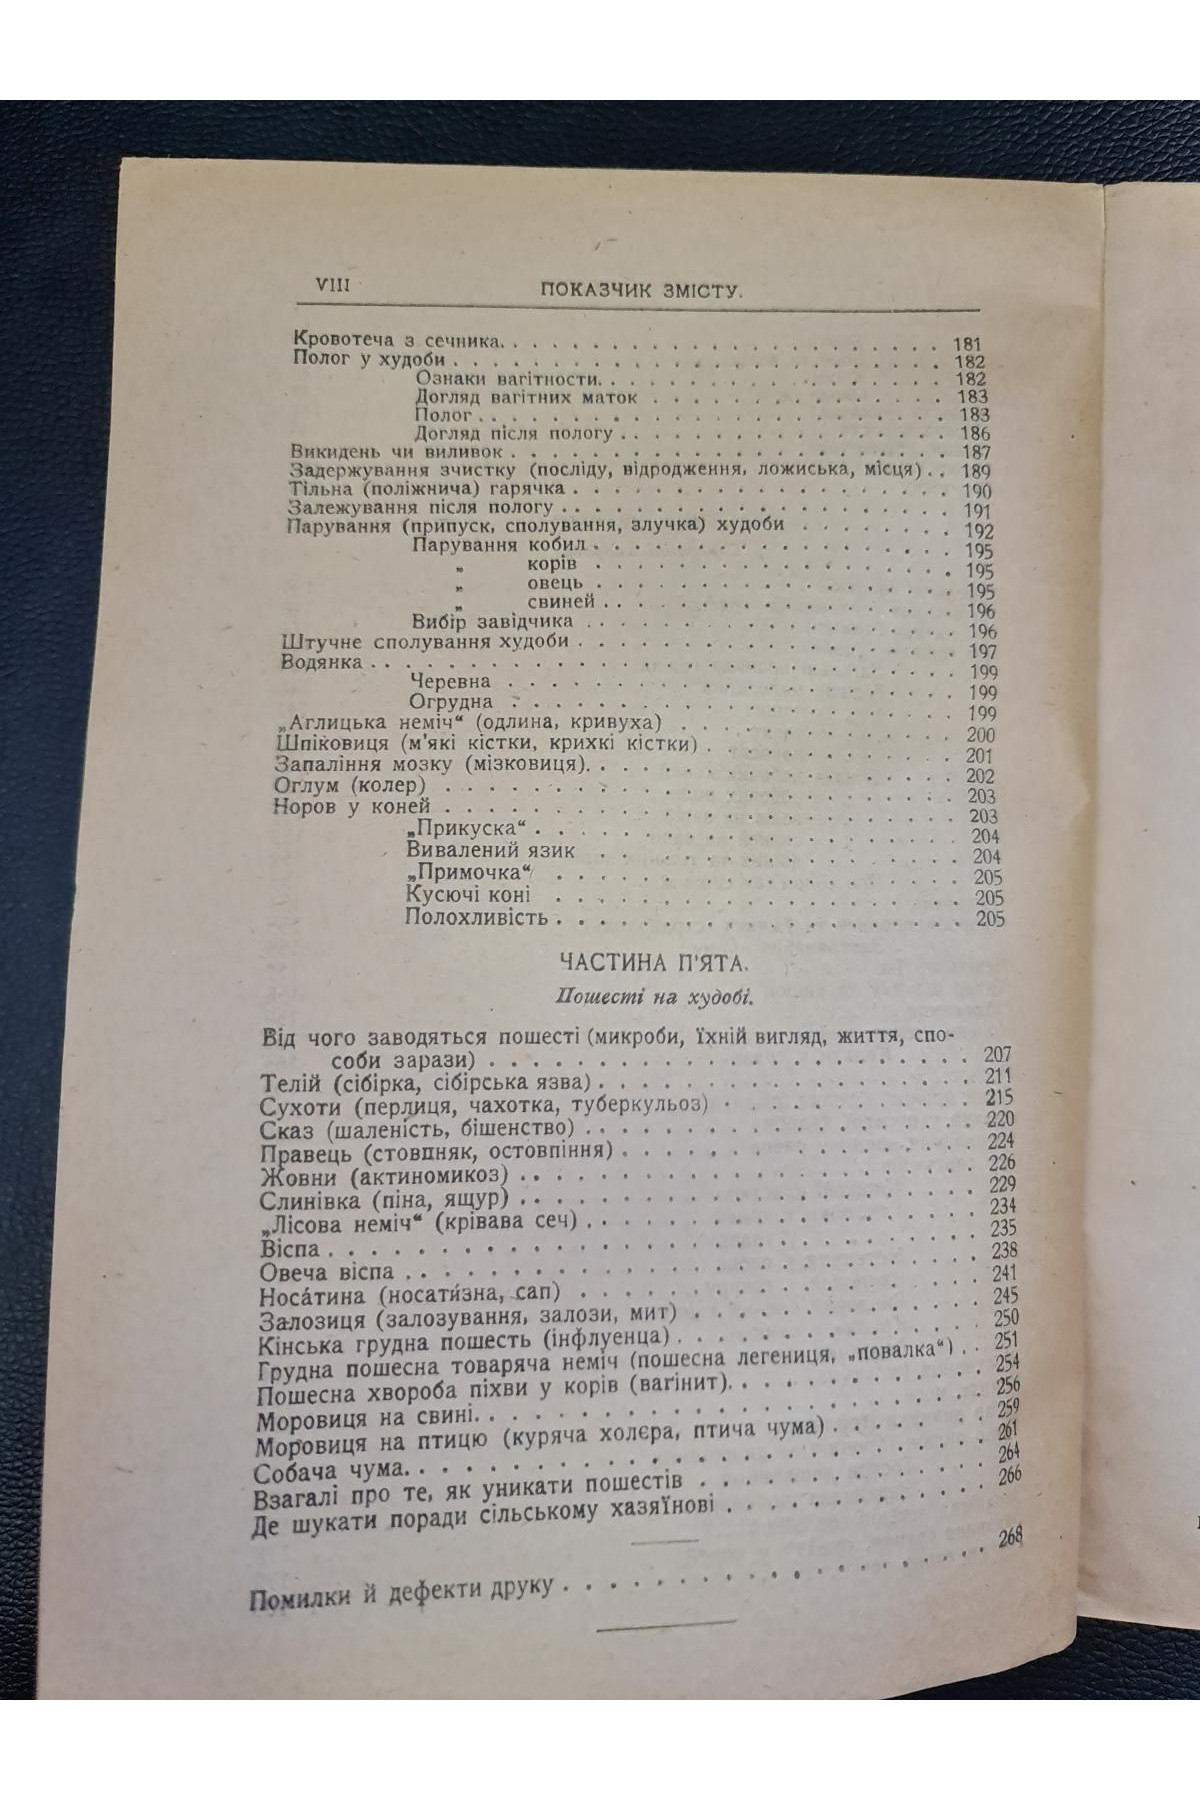 VIII ПОКАЗЧИК ЗМІСТУ.
Кровотеча з сечника. . . . . . . . . . . . . . . . . . . . . . . 181
Полог у худоби . . . . . . . . . . . . . . . . . . . . . . . . . 182
Ознаки вагітности. . . . . . . . . . . . . . . . . . 182
Догляд вагітних маток . . . . . . . . . . . . . . . 183
Полог . . . . . . . . . . . . . . . . . . . . . . . . 183
Догляд після пологу . . . . . . . . . . . . . . . . 186
Викидень чи виливок . . . . . . . . . . . . . . . . . . . . . . 187
Задержування зчистку (посліду, відродження, ложиська, місця) . . 189
Тільна (поліжнича) гарячка . . . . . . . . . . . . . . . . . . 190
Залежування після пологу . . . . . . . . . . . . . . . . . . . 191
Парування (припуск, сполування, злучка) худоби . . . . . . . . 192
Парування кобил . . . . . . . . . . . . . . . . . . 195
„ корів . . . . . . . . . . . . . . . . . . 195
„ овець . . . . . . . . . . . . . . . . . . 195
„ свиней . . . . . . . . . . . . . . . . . . 196
Вибір завідчика . . . . . . . . . . . . . . . . . . 196
Штучне сполування худоби . . . . . . . . . . . . . . . . . . . 197
Водянка . . . . . . . . . . . . . . . . . . . . . . . . . . . . 199
Черевна . . . . . . . . . . . . . . . . . . . . . . 199
Огрудна . . . . . . . . . . . . . . . . . . . . . . 199
„Аглицька неміч“ (одлина, кривуха) . . . . . . . . . . . . . . 200
Шпіковиця (м'які кістки, крихкі кістки) . . . . . . . . . . . . 201
Запаління мозку (мізковиця). . . . . . . . . . . . . . . . . . 202
Оглум (колер) . . . . . . . . . . . . . . . . . . . . . . . . . 203
Норов у коней . . . . . . . . . . . . . . . . . . . . . . . . . 203
„Прикуска“ . . . . . . . . . . . . . . . . . . . . . 204
Вивалений язик . . . . . . . . . . . . . . . . . . 204
„Примочка“ . . . . . . . . . . . . . . . . . . . . 205
Кусючі коні . . . . . . . . . . . . . . . . . . . . 205
Полохливість . . . . . . . . . . . . . . . . . . . . 205
ЧАСТИНА П'ЯТА.
Пошесті на худобі.
Від чого заводяться пошесті (микроби, їхній вигляд, життя, спо-
соби зарази) . . . . . . . . . . . . . . . . . . . . . . 207
Телій (сібірка, сібірська язва) . . . . . . . . . . . . . . . . 211
Сухоти (перлиця, чахотка, туберкульоз) . . . . . . . . . . . . 215
Сказ (шаленість, бішенство) . . . . . . . . . . . . . . . . . . 220
Правець (стовпняк, остовпіння) . . . . . . . . . . . . . . . . 224
Жовни (актиномикоз) . . . . . . . . . . . . . . . . . . . . . . 226
Слинівка (піна, ящур) . . . . . . . . . . . . . . . . . . . . . 229
„Лісова неміч“ (крівава сеч) . . . . . . . . . . . . . . . . . 234
Віспа . . . . . . . . . . . . . . . . . . . . . . . . . . . . . 235
Овеча віспа . . . . . . . . . . . . . . . . . . . . . . . . . . 238
Носáтина (носатизна, сап) . . . . . . . . . . . . . . . . . . . 241
Залозиця (залозування, залози, мит) . . . . . . . . . . . . . . 245
Кінська грудна пошесть (інфлуенца) . . . . . . . . . . . . . . 250
Грудна пошесна товаряча неміч (пошесна легениця, „повалка“) . . 251
Пошесна хвороба піхви у корів (вагініт). . . . . . . . . . . . 254
Моровиця на свині. . . . . . . . . . . . . . . . . . . . . . . 256
Моровиця на птицю (куряча холєра, птича чума) . . . . . . . . . 259
Собача чума. . . . . . . . . . . . . . . . . . . . . . . . . . 261
Взагалі про те, як уникати пошестів . . . . . . . . . . . . . . 264
Де шукати поради сільському хазяїнові . . . . . . . . . . . . . 266
Помилки й дефекти друку . . . . . . . . . . . . . . . . . . . . 268